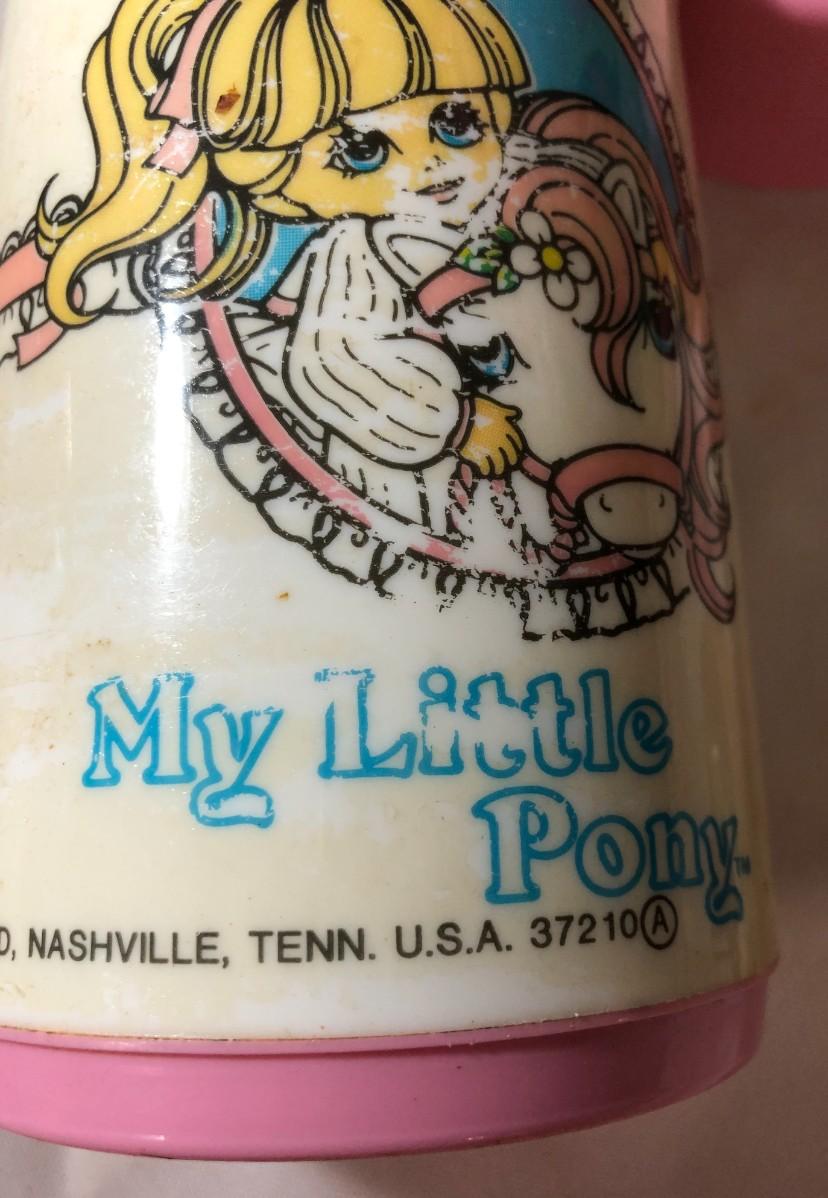 My Little
Pony™
D, NASHVILLE, TENN. U.S.A. 37210Ⓐ